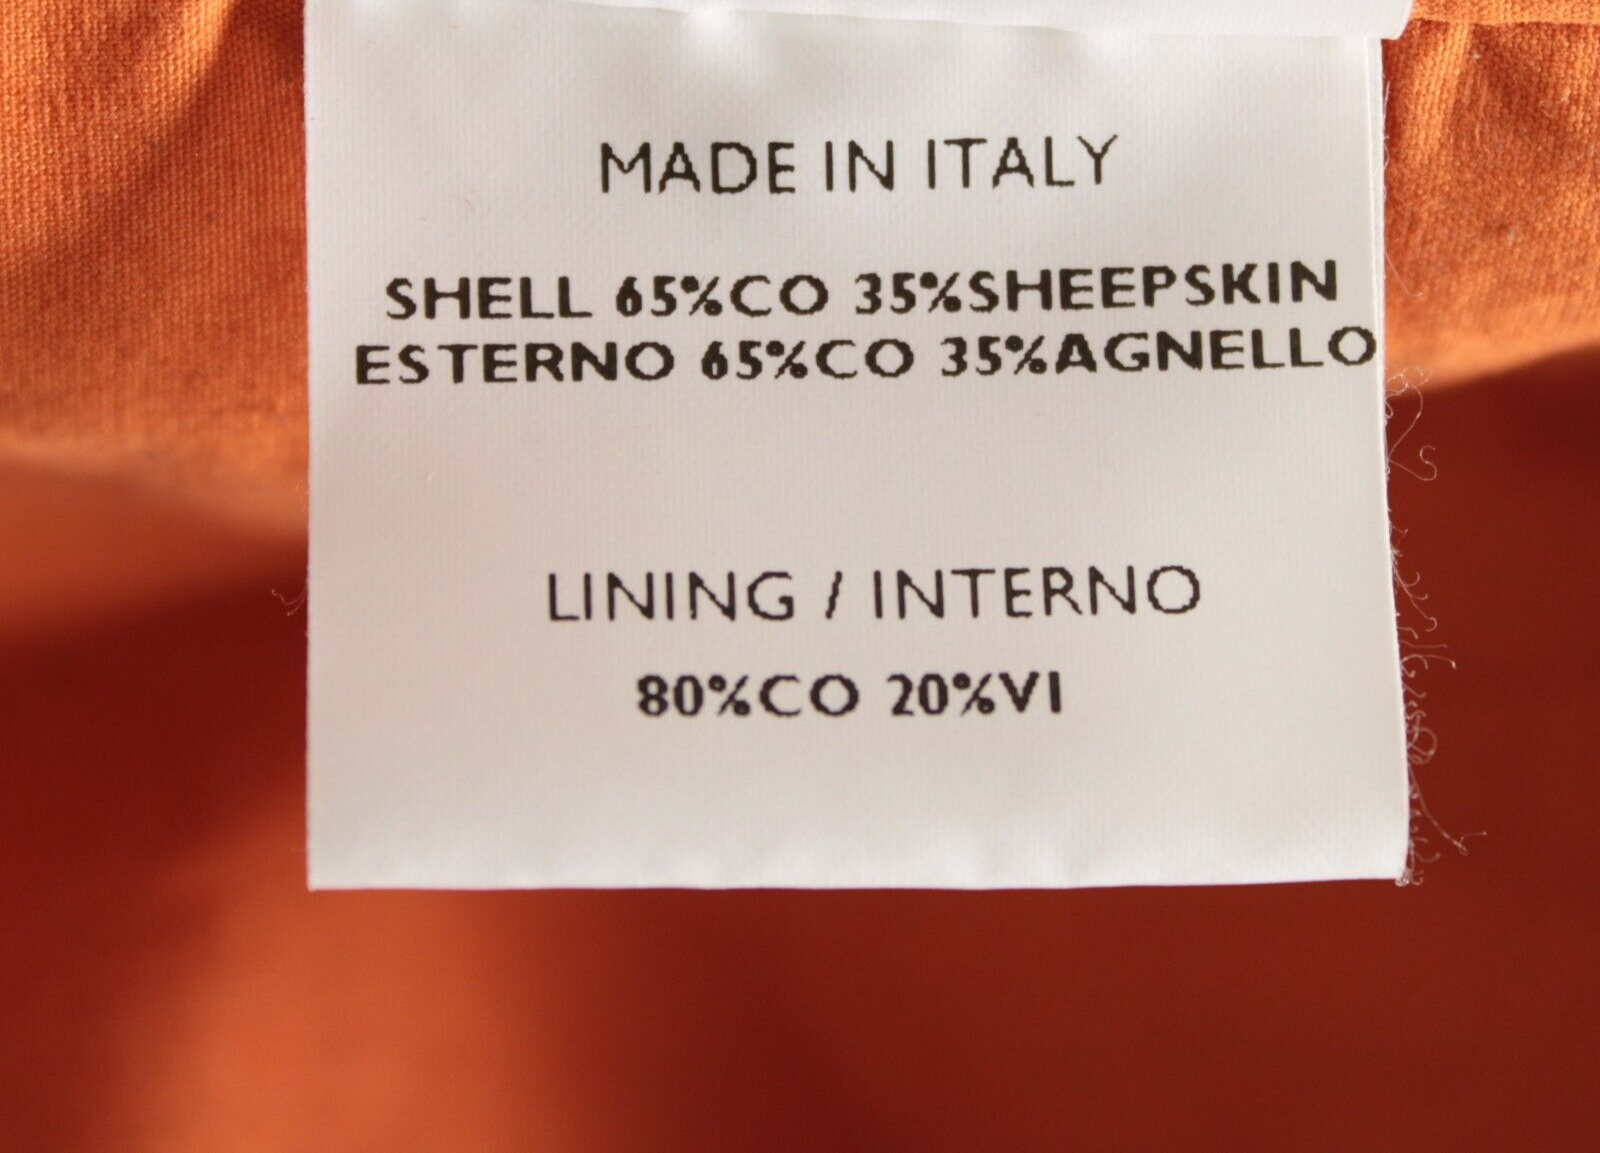 MADE IN ITALY
SHELL 65%CO 35%SHEEPSKIN
ESTERNO 65%CO 35%AGNELLO
LINING / INTERNO
80%CO 20%VI